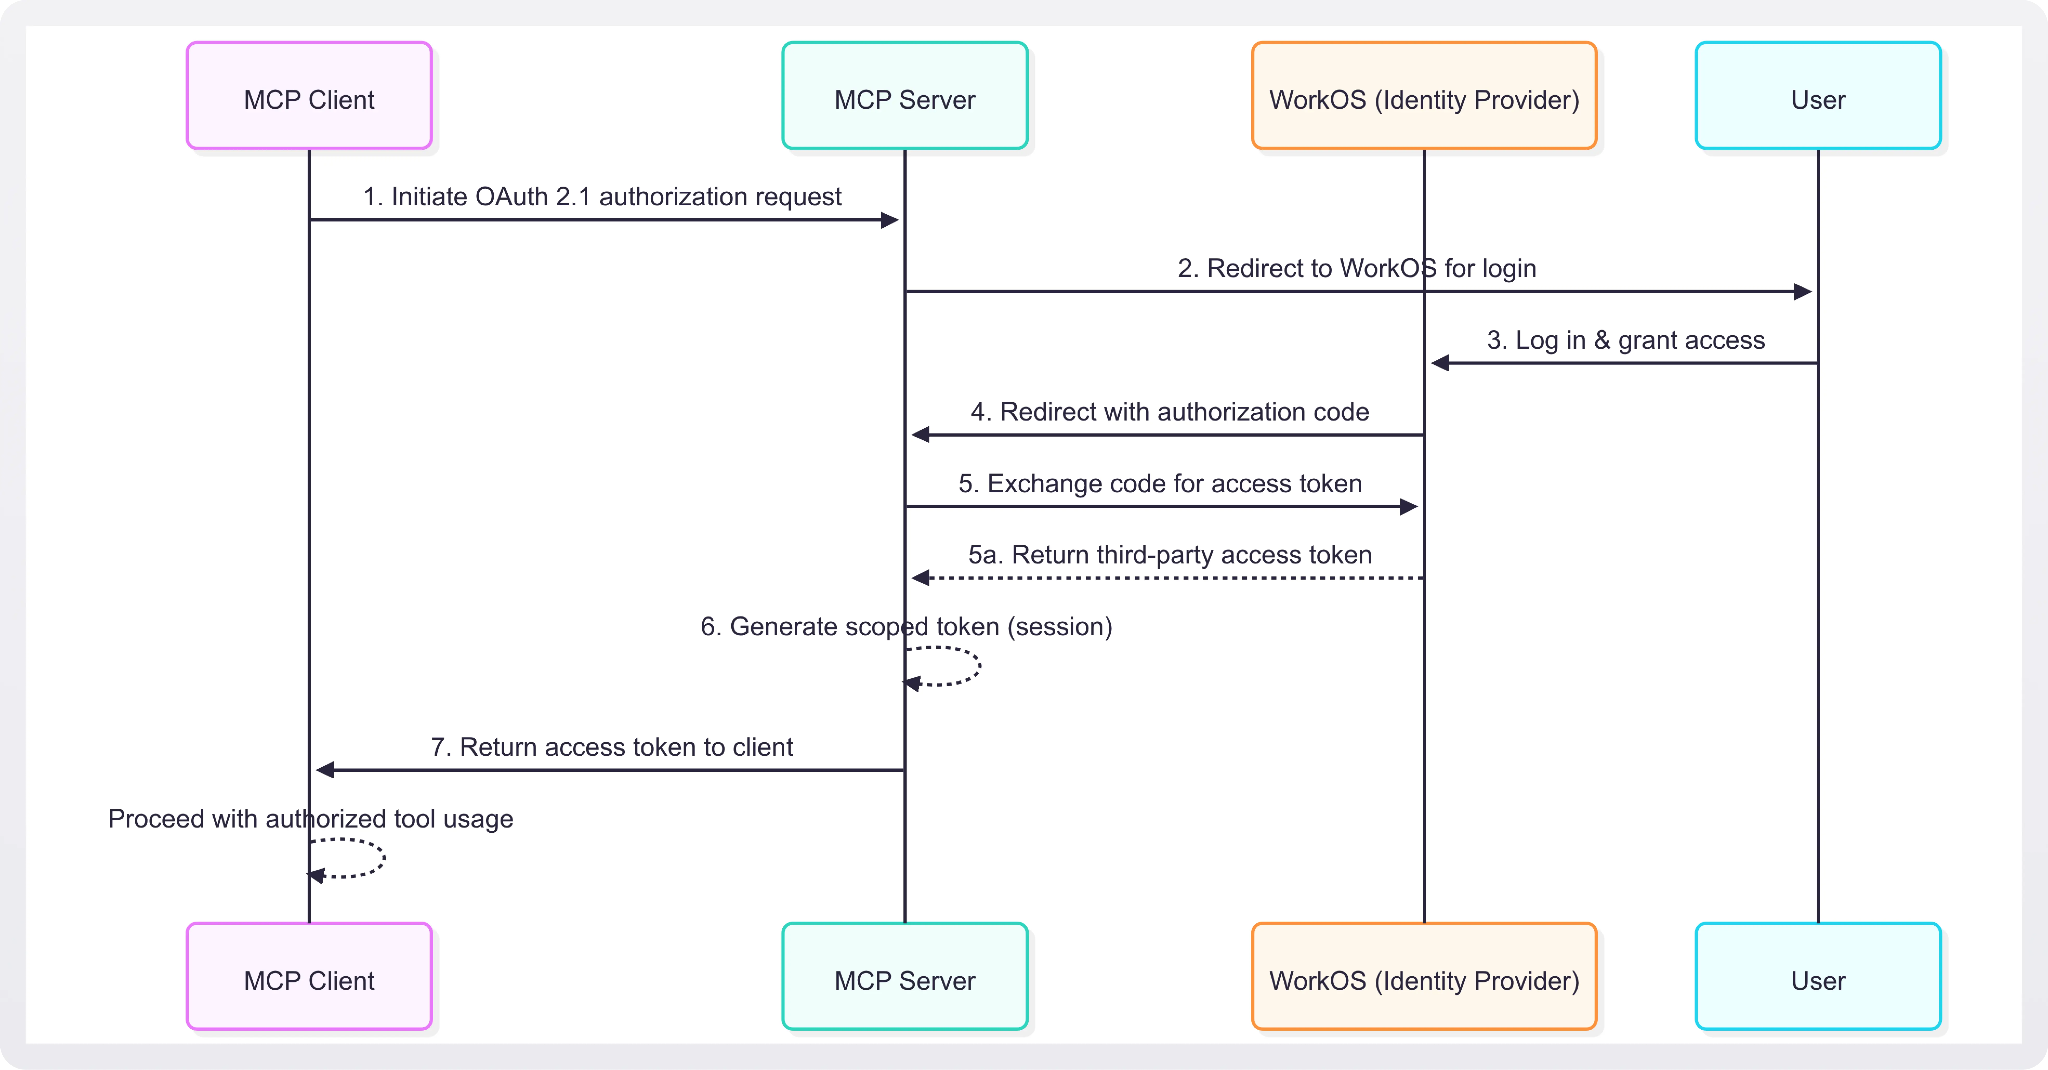 MCP Client
MCP Server
WorkOS (Identity Provider)
User
1. Initiate OAuth 2.1 authorization request
2. Redirect to WorkOS for login
3. Log in & grant access
4. Redirect with authorization code
5. Exchange code for access token
5a. Return third-party access token
6. Generate scoped token (session)
7. Return access token to client
Proceed with authorized tool usage
MCP Client
MCP Server
WorkOS (Identity Provider)
User